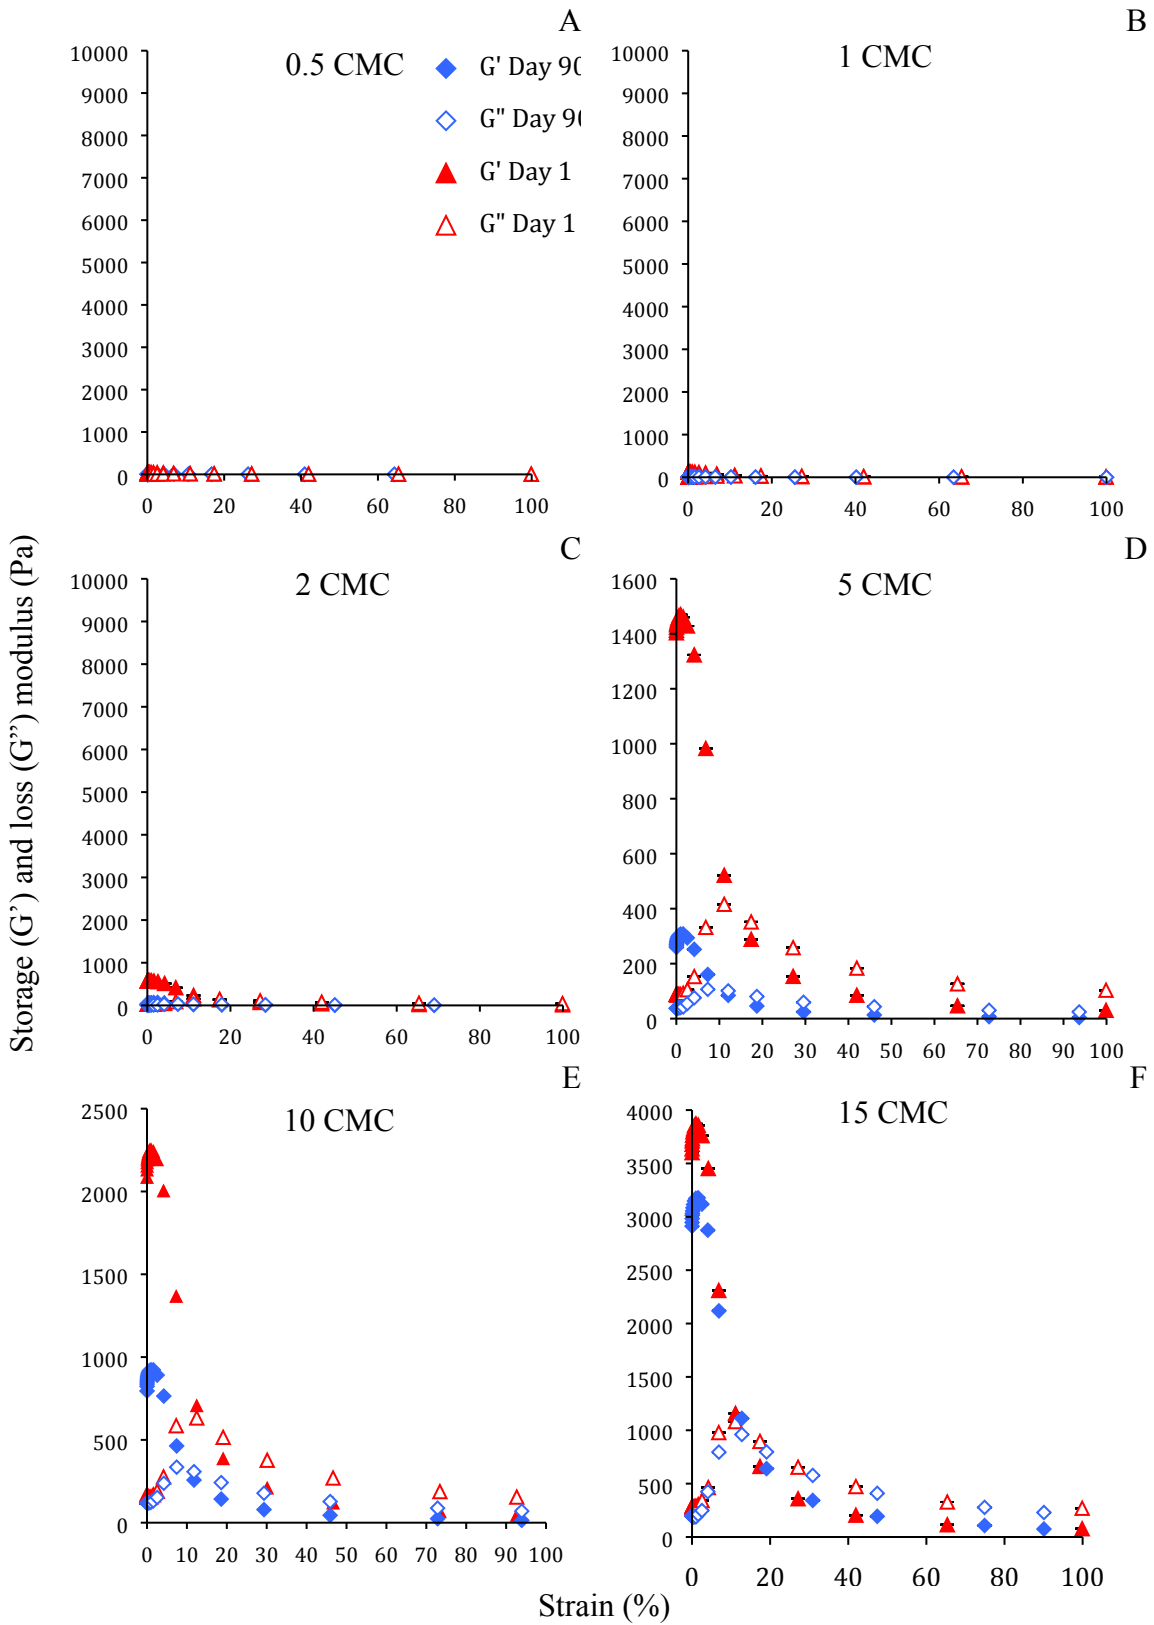 A
0.5 CMC
G' Day 90
G" Day 90
G' Day 1
G" Day 1
10000
9000
8000
7000
6000
5000
4000
3000
2000
1000
0
0 20 40 60 80 100
B
1 CMC
10000
9000
8000
7000
6000
5000
4000
3000
2000
1000
0
0 20 40 60 80 100
Storage (G’) and loss (G”) modulus (Pa)
C
2 CMC
10000
9000
8000
7000
6000
5000
4000
3000
2000
1000
0
0 20 40 60 80 100
D
5 CMC
1600
1400
1200
1000
800
600
400
200
0
0 10 20 30 40 50 60 70 80 90 100
E
10 CMC
2500
2000
1500
1000
500
0
0 10 20 30 40 50 60 70 80 90 100
F
15 CMC
4000
3500
3000
2500
2000
1500
1000
500
0
0 20 40 60 80 100
Strain (%)